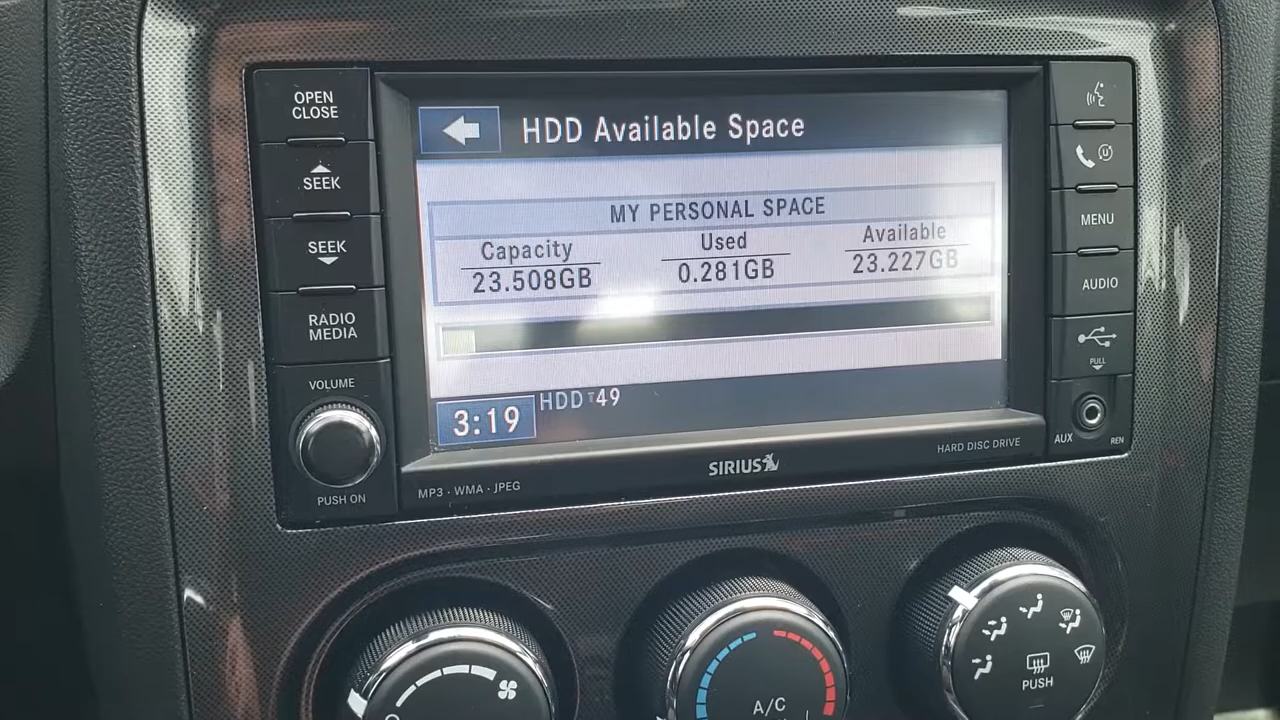 OPEN
CLOSE
SEEK
SEEK
RADIO
MEDIA
VOLUME
PUSH ON
HDD Available Space
MY PERSONAL SPACE
Capacity Used Available
23.508GB 0.281GB 23.227GB
3:19 HDD T49
MP3 · WMA · JPEG
SIRIUS
HARD DISC DRIVE
MENU
AUDIO
PULL
AUX REN
A/C
PUSH